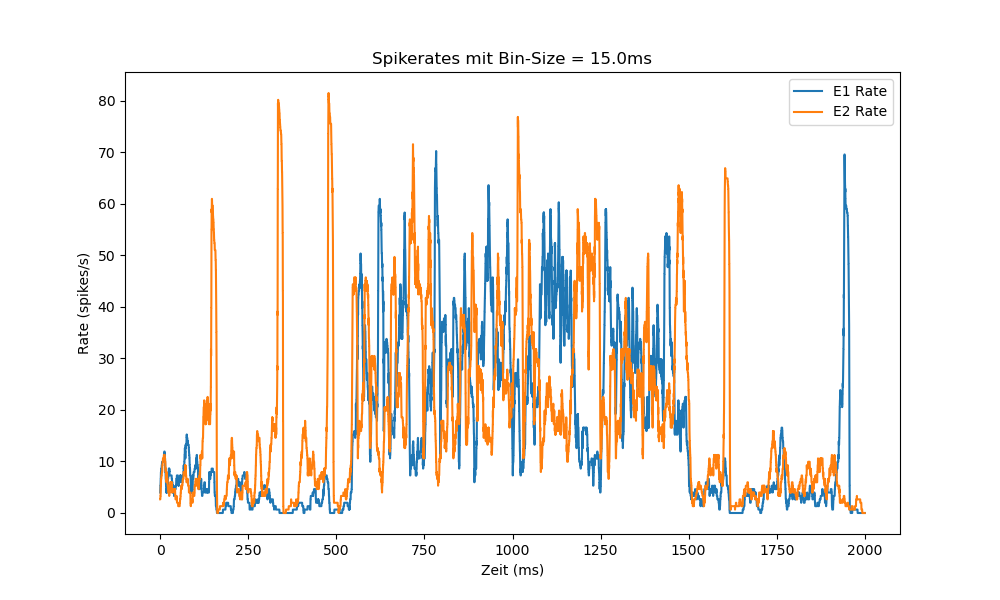 Spikerates mit Bin-Size = 15.0ms
E1 Rate
E2 Rate
Rate (spikes/s)
80
70
60
50
40
30
20
10
0
0 250 500 750 1000 1250 1500 1750 2000
Zeit (ms)